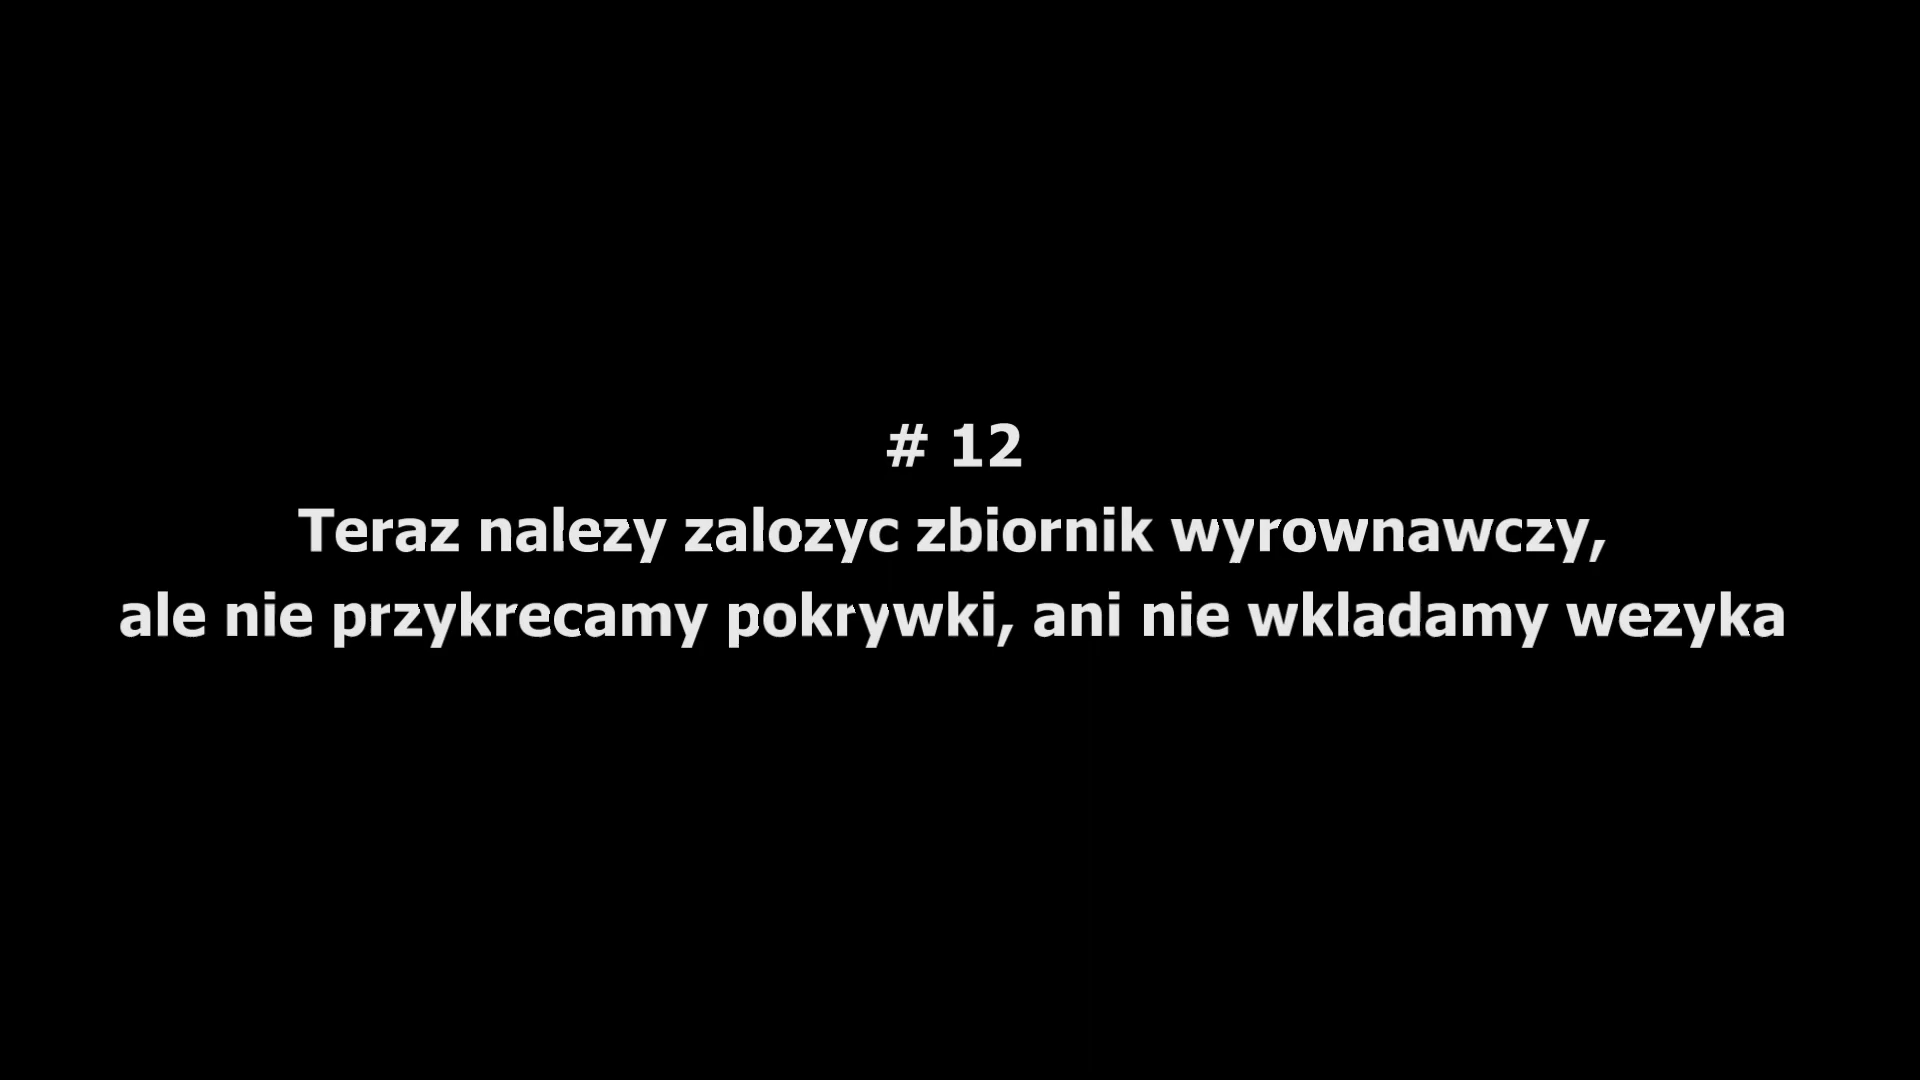 # 12
Teraz nalezy zalozyc zbiornik wyrownawczy,
ale nie przykrecamy pokrywki, ani nie wkladamy wezyka